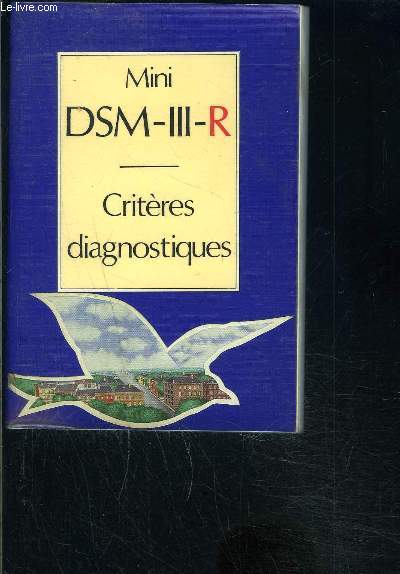 Le-livre.com
Mini
DSM-III-R
Critères
diagnostiques